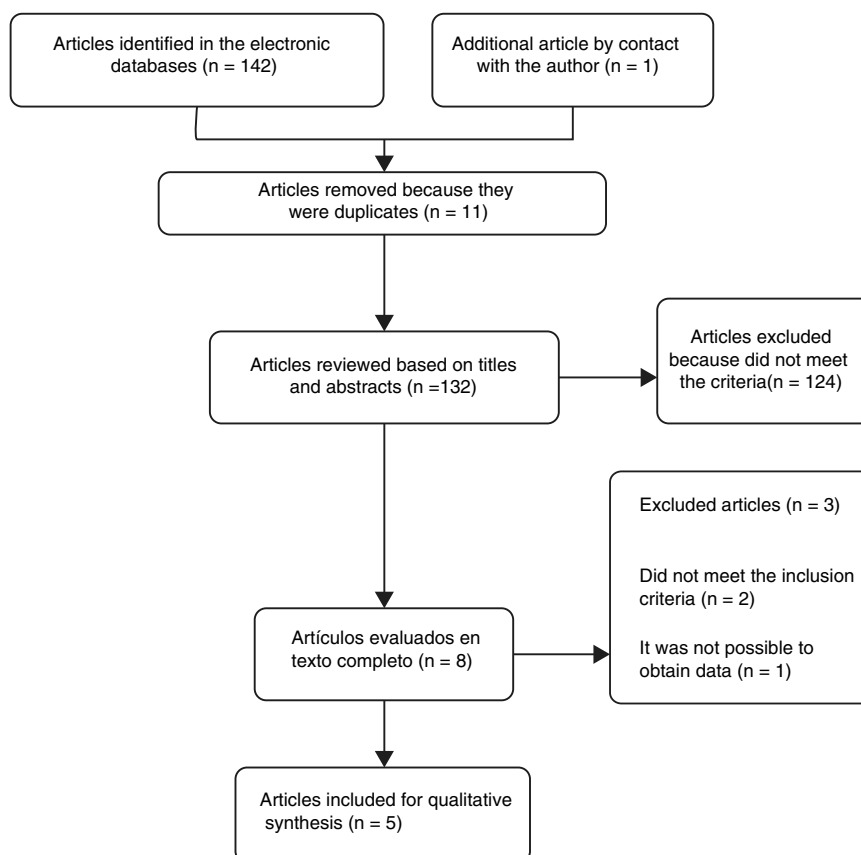 Articles identified in the electronic
databases (n = 142)
Additional article by contact
with the author (n = 1)
Articles removed because they
were duplicates (n = 11)
Articles reviewed based on titles
and abstracts (n =132)
Articles excluded
because did not meet
the criteria(n = 124)
Excluded articles (n = 3)
Did not meet the inclusion
criteria (n = 2)
It was not possible to
obtain data (n = 1)
Artículos evaluados en
texto completo (n = 8)
Articles included for qualitative
synthesis (n = 5)